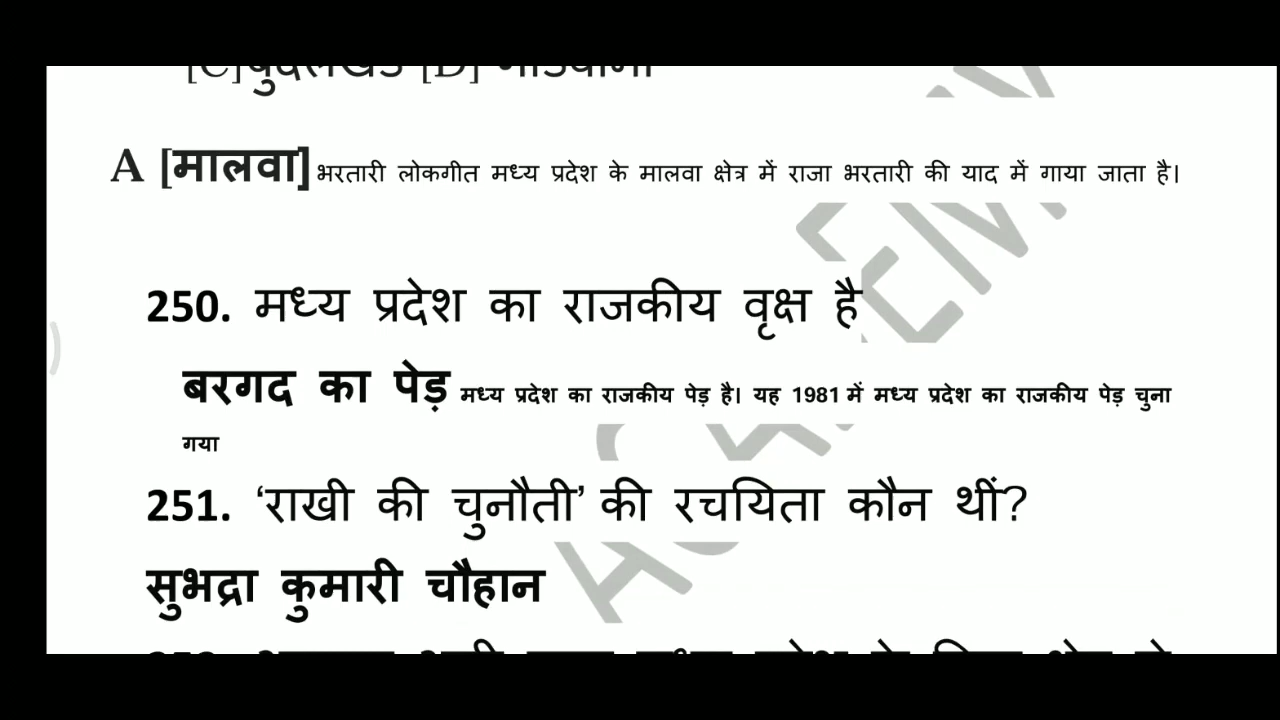 [C]बुंदेलखंड [D]
A [मालवा] भरतारी लोकगीत मध्य प्रदेश के मालवा क्षेत्र में राजा भरतारी की याद में गाया जाता है।
250. मध्य प्रदेश का राजकीय वृक्ष है
बरगद का पेड़ मध्य प्रदेश का राजकीय पेड़ है। यह 1981 में मध्य प्रदेश का राजकीय पेड़ चुना
गया
251. ‘राखी की चुनौती’ की रचयिता कौन थीं?
सुभद्रा कुमारी चौहान